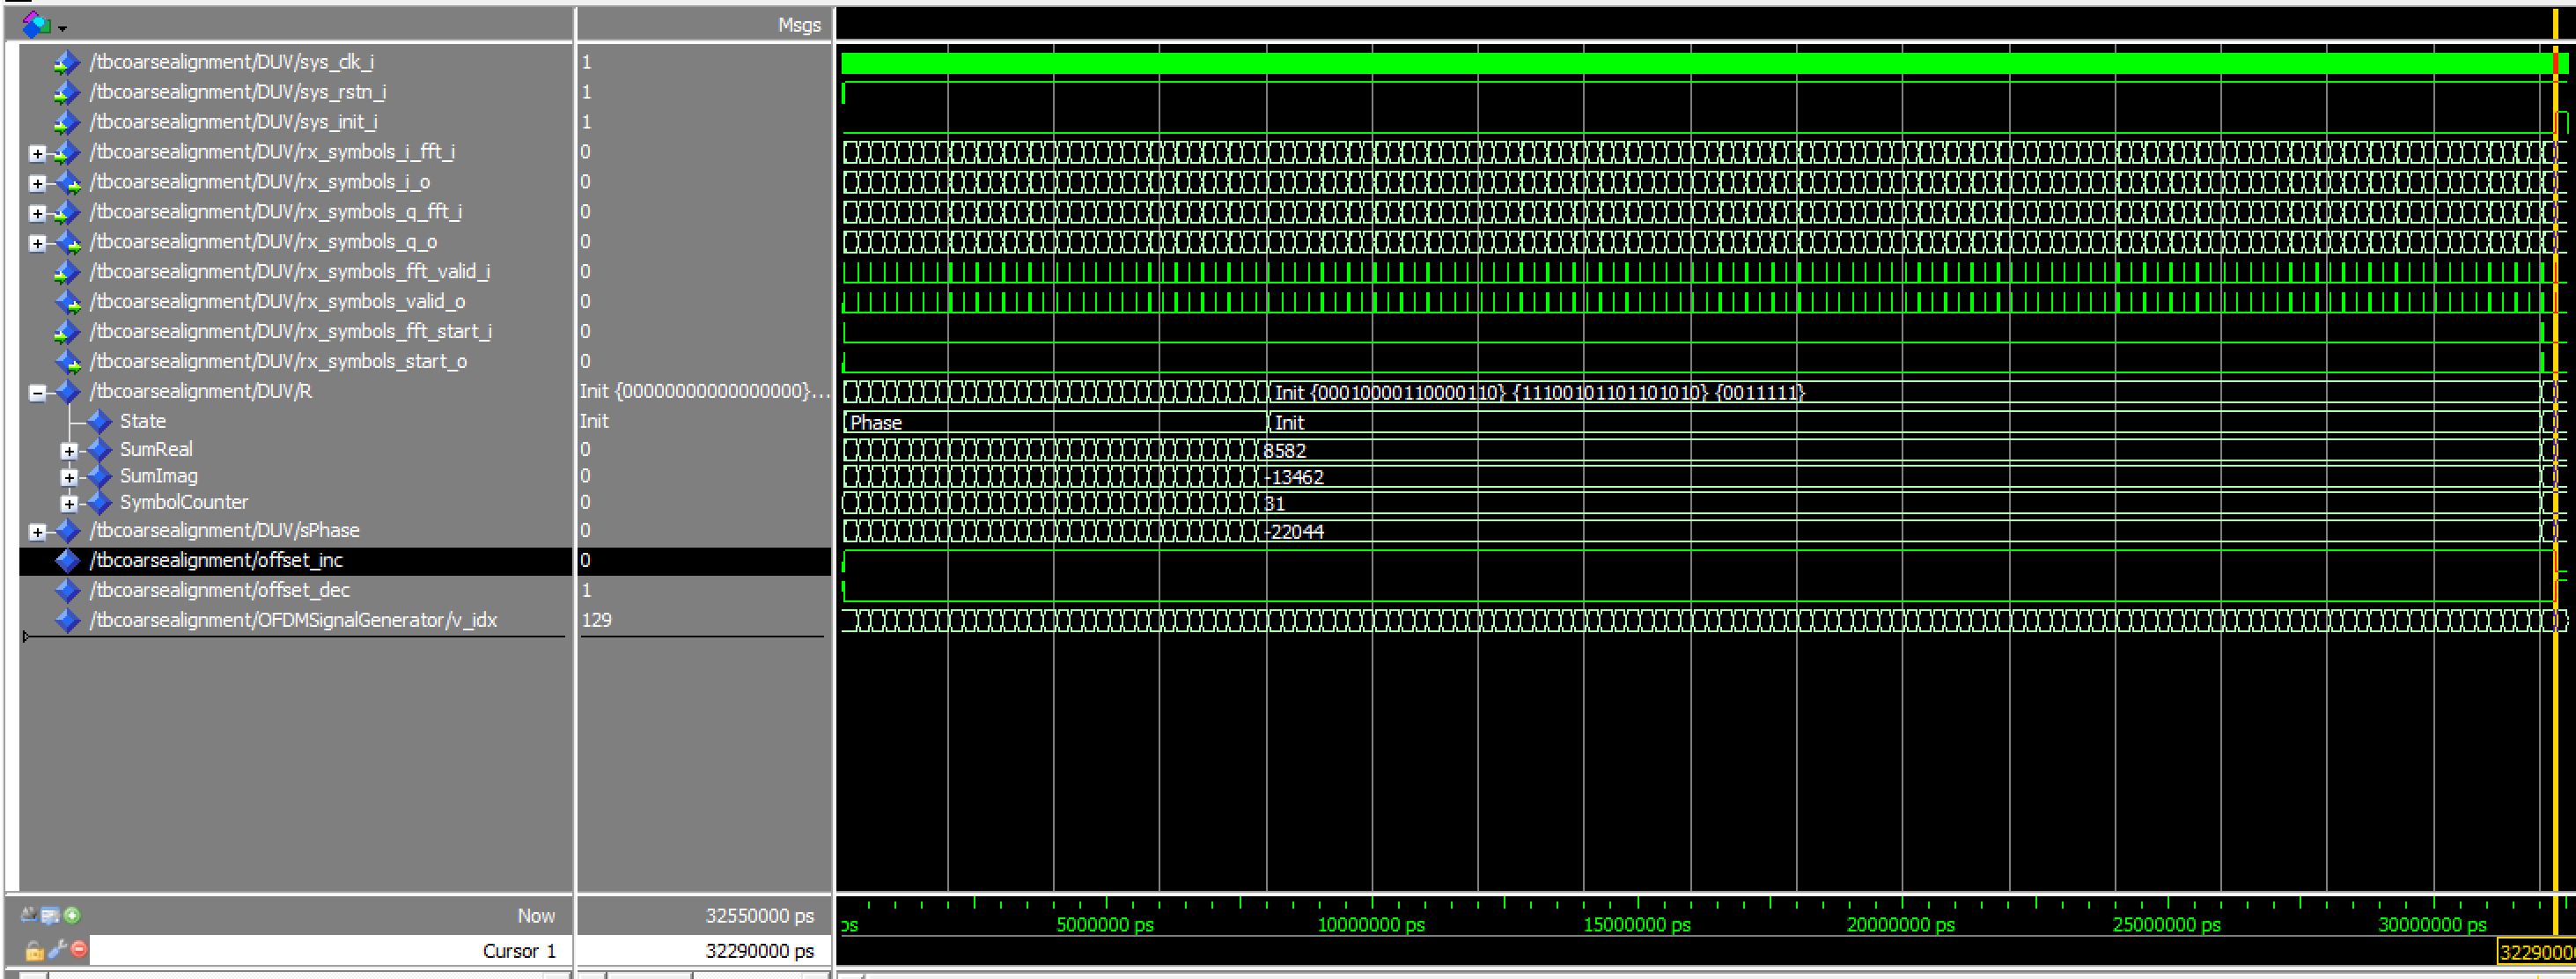 Msgs
/tbcoarsealignment/DUV/sys_clk_i 1
/tbcoarsealignment/DUV/sys_rstn_i 1
/tbcoarsealignment/DUV/sys_init_i 1
/tbcoarsealignment/DUV/rx_symbols_i_fft_i 0
/tbcoarsealignment/DUV/rx_symbols_i_o 0
/tbcoarsealignment/DUV/rx_symbols_q_fft_i 0
/tbcoarsealignment/DUV/rx_symbols_q_o 0
/tbcoarsealignment/DUV/rx_symbols_fft_valid_i 0
/tbcoarsealignment/DUV/rx_symbols_valid_o 0
/tbcoarsealignment/DUV/rx_symbols_fft_start_i 0
/tbcoarsealignment/DUV/rx_symbols_start_o 0
/tbcoarsealignment/DUV/R Init {00000000000000000}... Init {00010000110000110} {11100101101101010} {0011111}
State Init Phase Init
SumReal 0 8582
SumImag 0 -13462
SymbolCounter 0 31
/tbcoarsealignment/DUV/sPhase 0 -22044
/tbcoarsealignment/offset_inc 0
/tbcoarsealignment/offset_dec 1
/tbcoarsealignment/OFDMSignalGenerator/v_idx 129
Now 32550000 ps ps 5000000 ps 10000000 ps 15000000 ps 20000000 ps 25000000 ps 30000000 ps
Cursor 1 32290000 ps 3229000